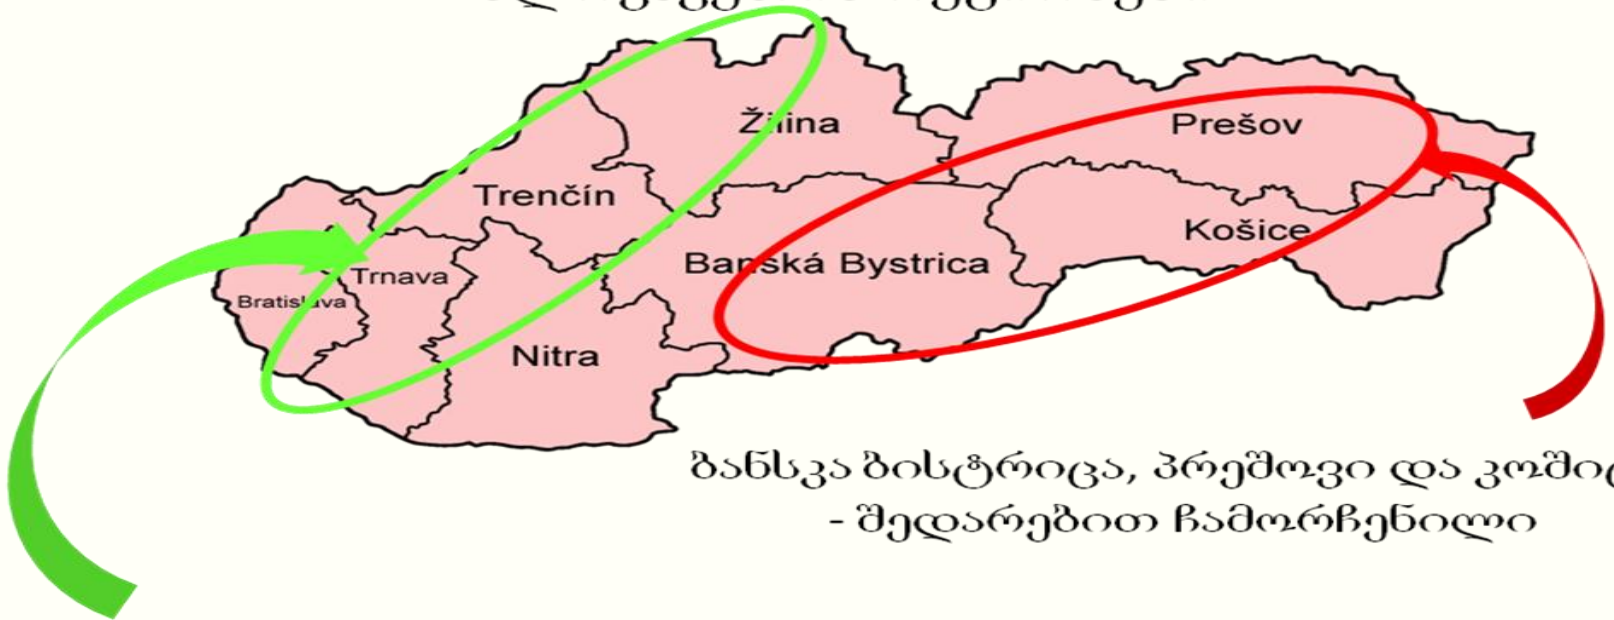 Žilina
Prešov
Trenčín
Košice
Banská Bystrica
Trnava
Bratislava
Nitra
ბანსკა ბისტრიცა, პრეშოვი და
- შედარებით ჩამორჩენილი